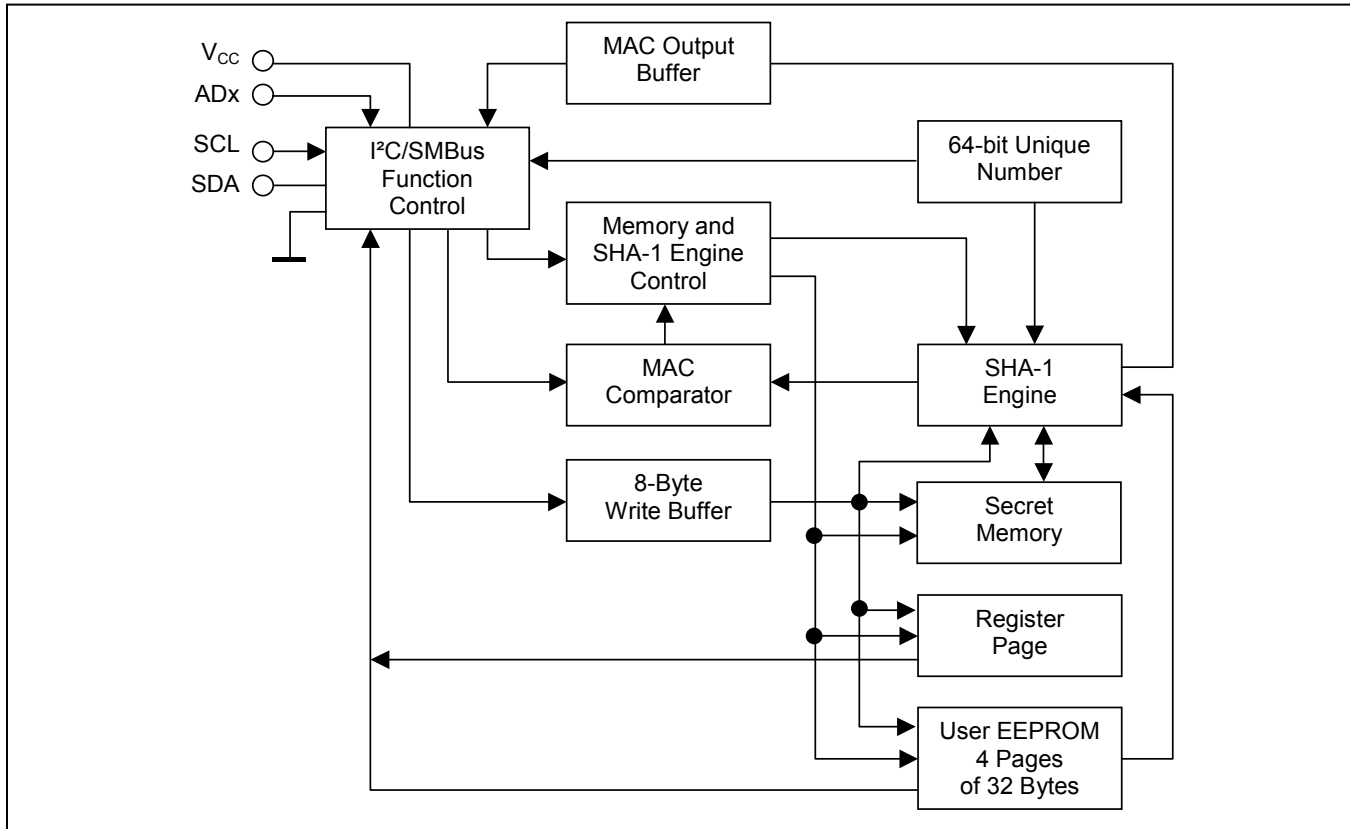 VCC
ADx
SCL
SDA
MAC Output
Buffer
I²C/SMBus
Function
Control
64-bit Unique
Number
Memory and
SHA-1 Engine
Control
MAC
Comparator
SHA-1
Engine
8-Byte
Write Buffer
Secret
Memory
Register
Page
User EEPROM
4 Pages
of 32 Bytes